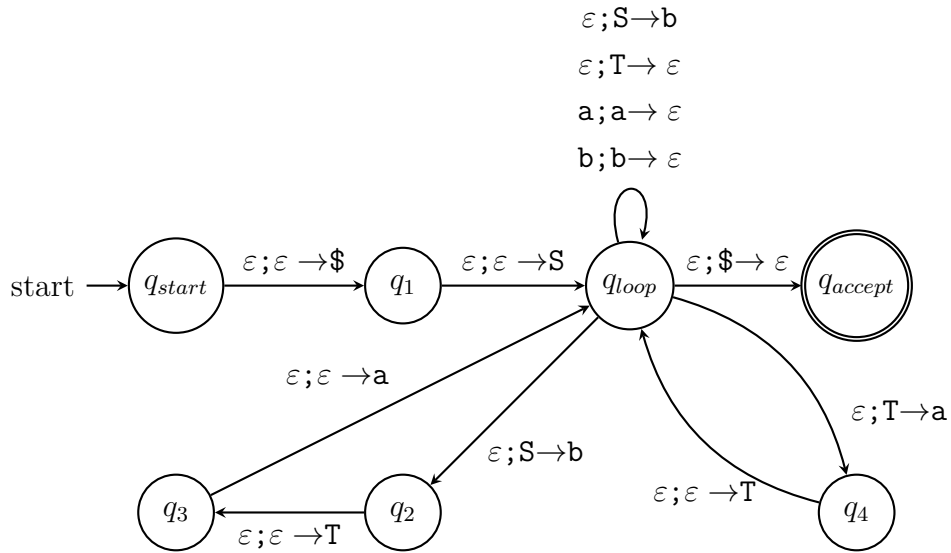 ε;S→b
ε;T→ ε
a;a→ ε
b;b→ ε
start
q_start
ε;ε →$
q_1
ε;ε →S
q_loop
ε;$→ ε
q_accept
ε;ε →a
ε;T→a
ε;S→b
ε;ε →T
q_3
ε;ε →T
q_2
q_4